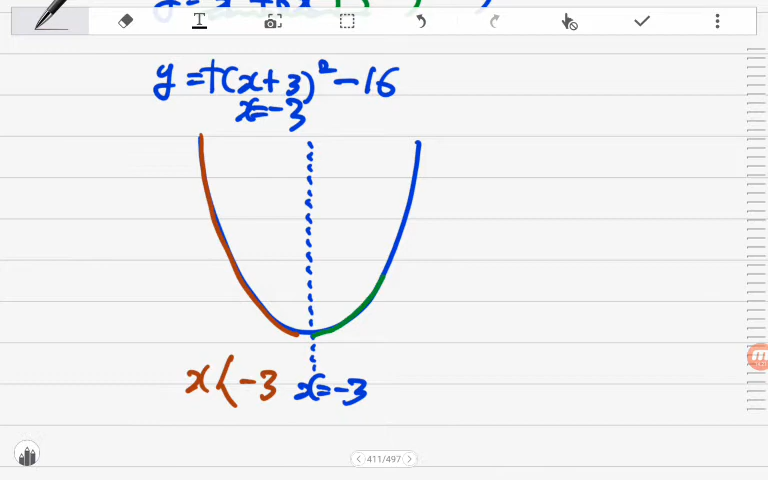 y = +(x+3)² - 16
x = -3
x < -3 x = -3
411/497